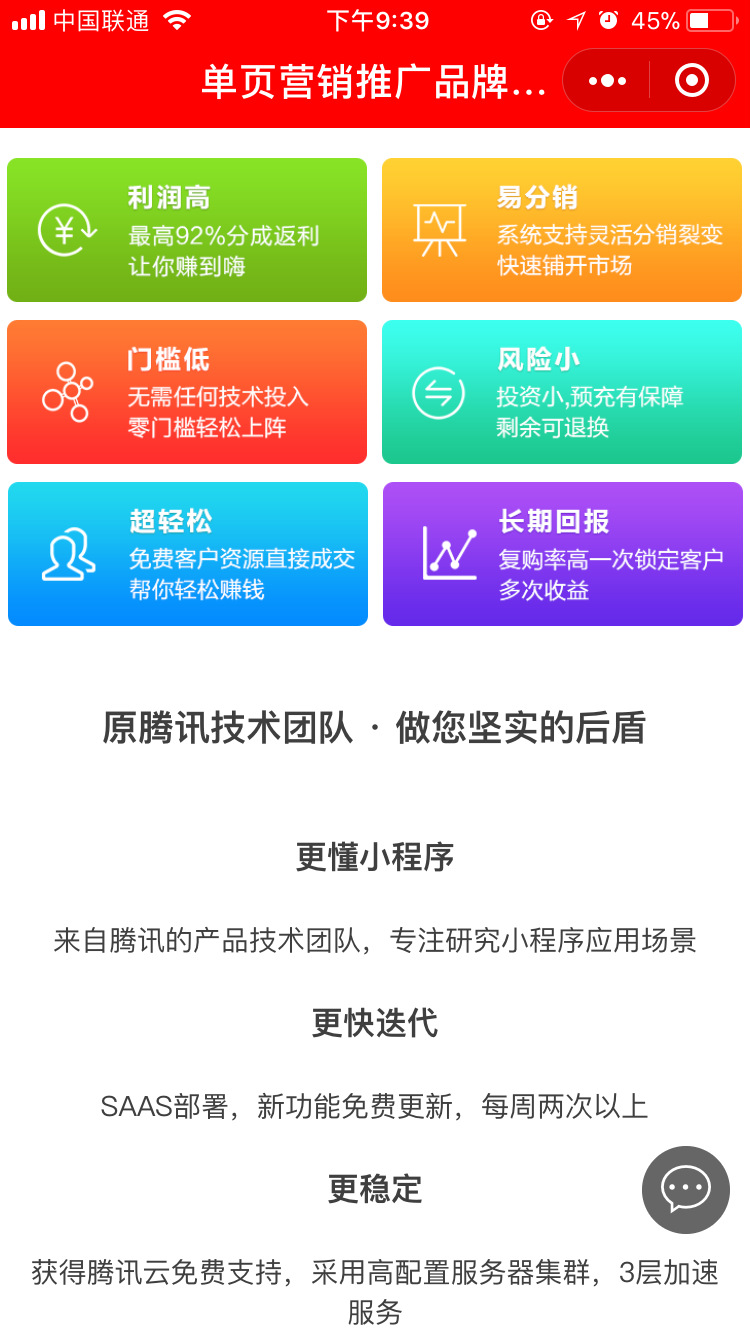 中国联通
下午9:39
45%
单页营销推广品牌...
利润高
最高92%分成返利
让你赚到嗨
易分销
系统支持灵活分销裂变
快速铺开市场
门槛低
无需任何技术投入
零门槛轻松上阵
风险小
投资小,预充有保障
剩余可退换
超轻松
免费客户资源直接成交
帮你轻松赚钱
长期回报
复购率高一次锁定客户
多次收益
原腾讯技术团队 · 做您坚实的后盾
更懂小程序
来自腾讯的产品技术团队，专注研究小程序应用场景
更快迭代
SAAS部署，新功能免费更新，每周两次以上
更稳定
获得腾讯云免费支持，采用高配置服务器集群，3层加速
服务